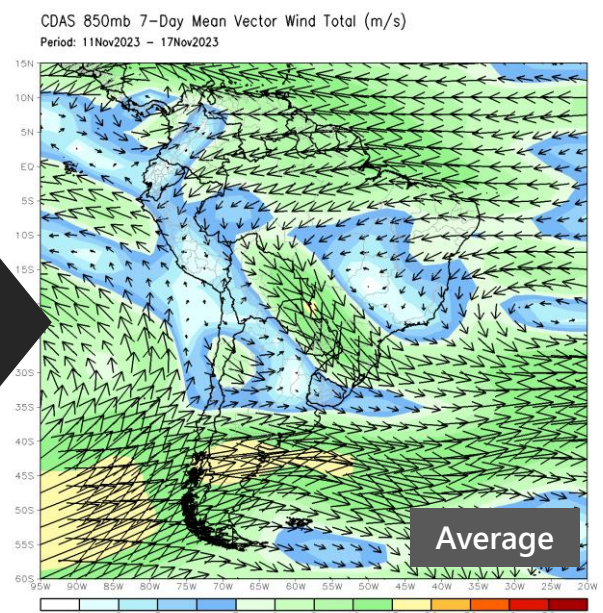 CDAS 850mb 7-Day Mean Vector Wind Total (m/s)
Period: 11Nov2023 - 17Nov2023
15N
10N
5N
EQ
5S
10S
15S
30S
35S
40S
45S
50S
55S
60S
Average
95W 90W 85W 80W 75W 70W 65W 60W 55W 50W 45W 40W 35W 30W 25W 20W